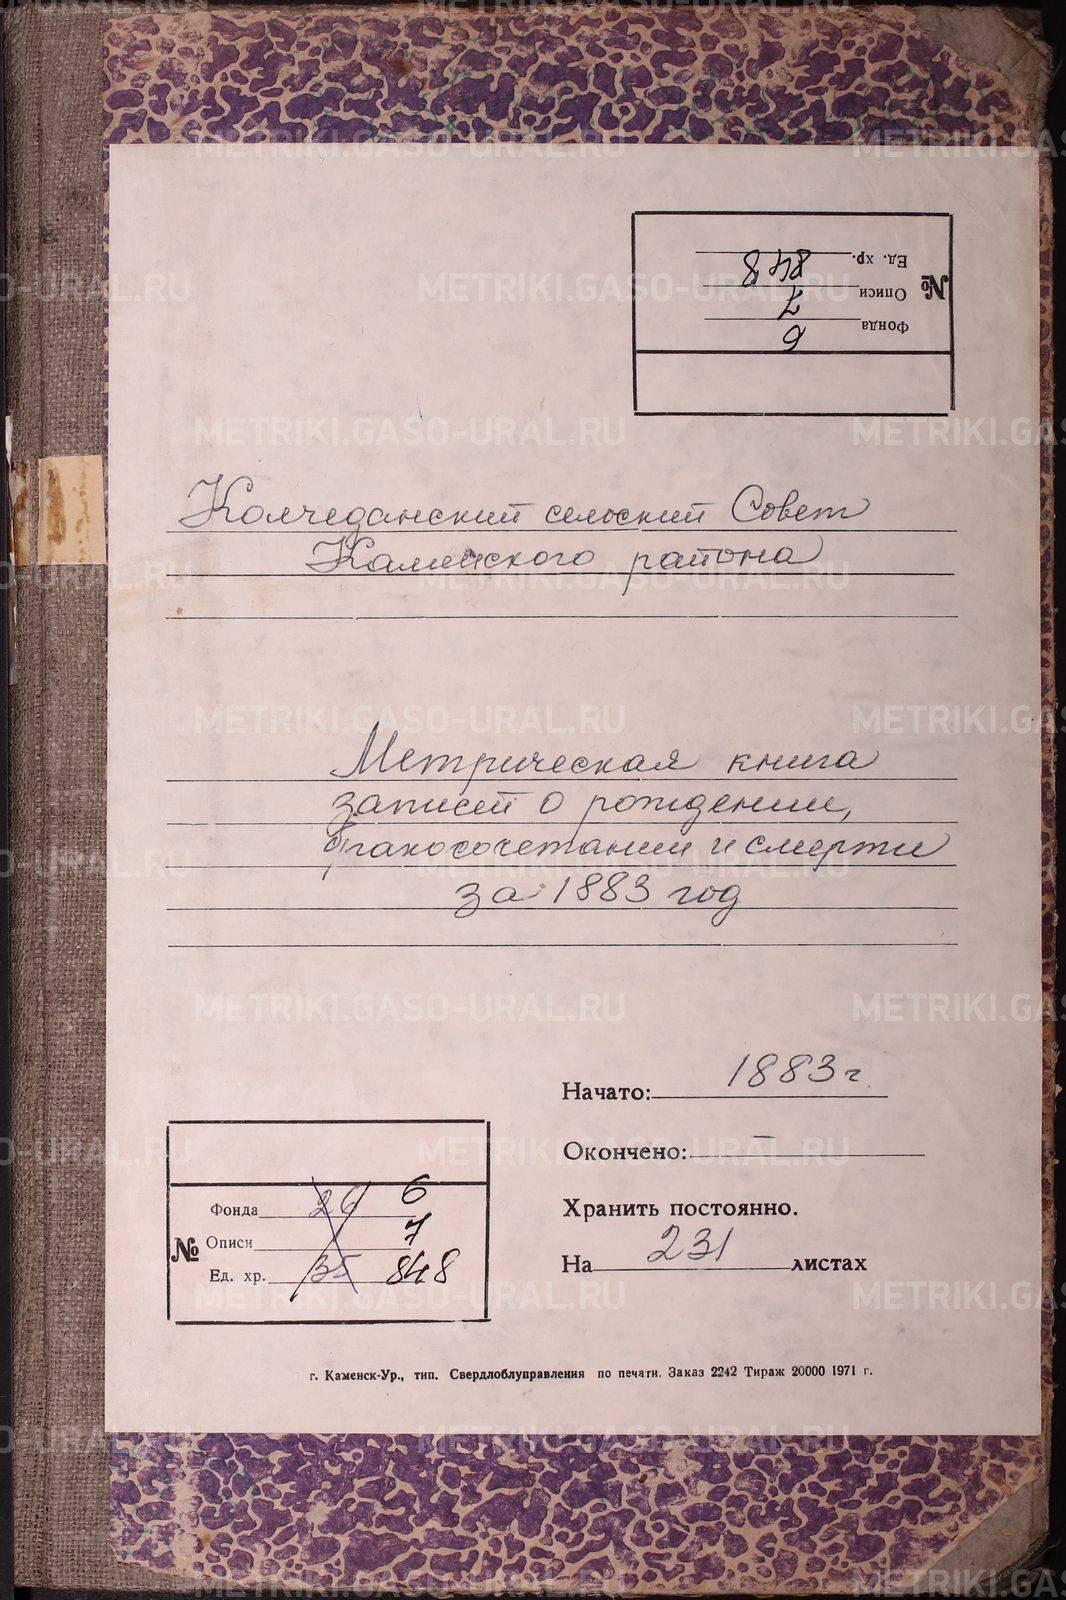 №
Фонда 6
Описи 7
Ед. хр. 848
Колчеданский сельский Совет
Каменского района
Метрическая книга
записей о рождении,
бракосочетании и смерти
за 1883 год
Начато: 1883 г.
Окончено: —
Хранить постоянно.
На 231 листах
№
Фонда 26 6
Описи 7
Ед. хр. 35 848
г. Каменск-Ур., тип. Свердлоблуправления по печати. Заказ 2242 Тираж 20000 1971 г.
METRIKI.GASO-URAL.RU